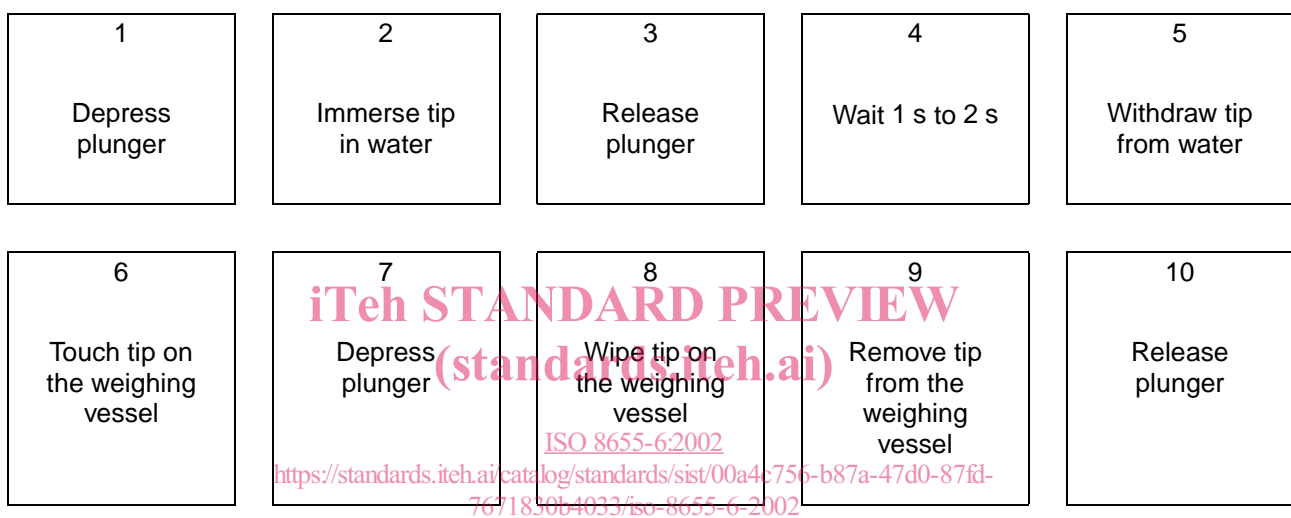 1
Depress
plunger
2
Immerse tip
in water
3
Release
plunger
4
Wait 1 s to 2 s
5
Withdraw tip
from water
6
Touch tip on
the weighing
vessel
7
Depress
plunger
8
Wipe tip on
the weighing
vessel
9
Remove tip
from the
weighing
vessel
10
Release
plunger
iTeh STANDARD PREVIEW
(standards.iteh.ai)
ISO 8655-6:2002
https://standards.iteh.ai/catalog/standards/sist/00a4c756-b87a-47d0-87fd-
7671830b4033/iso-8655-6-2002